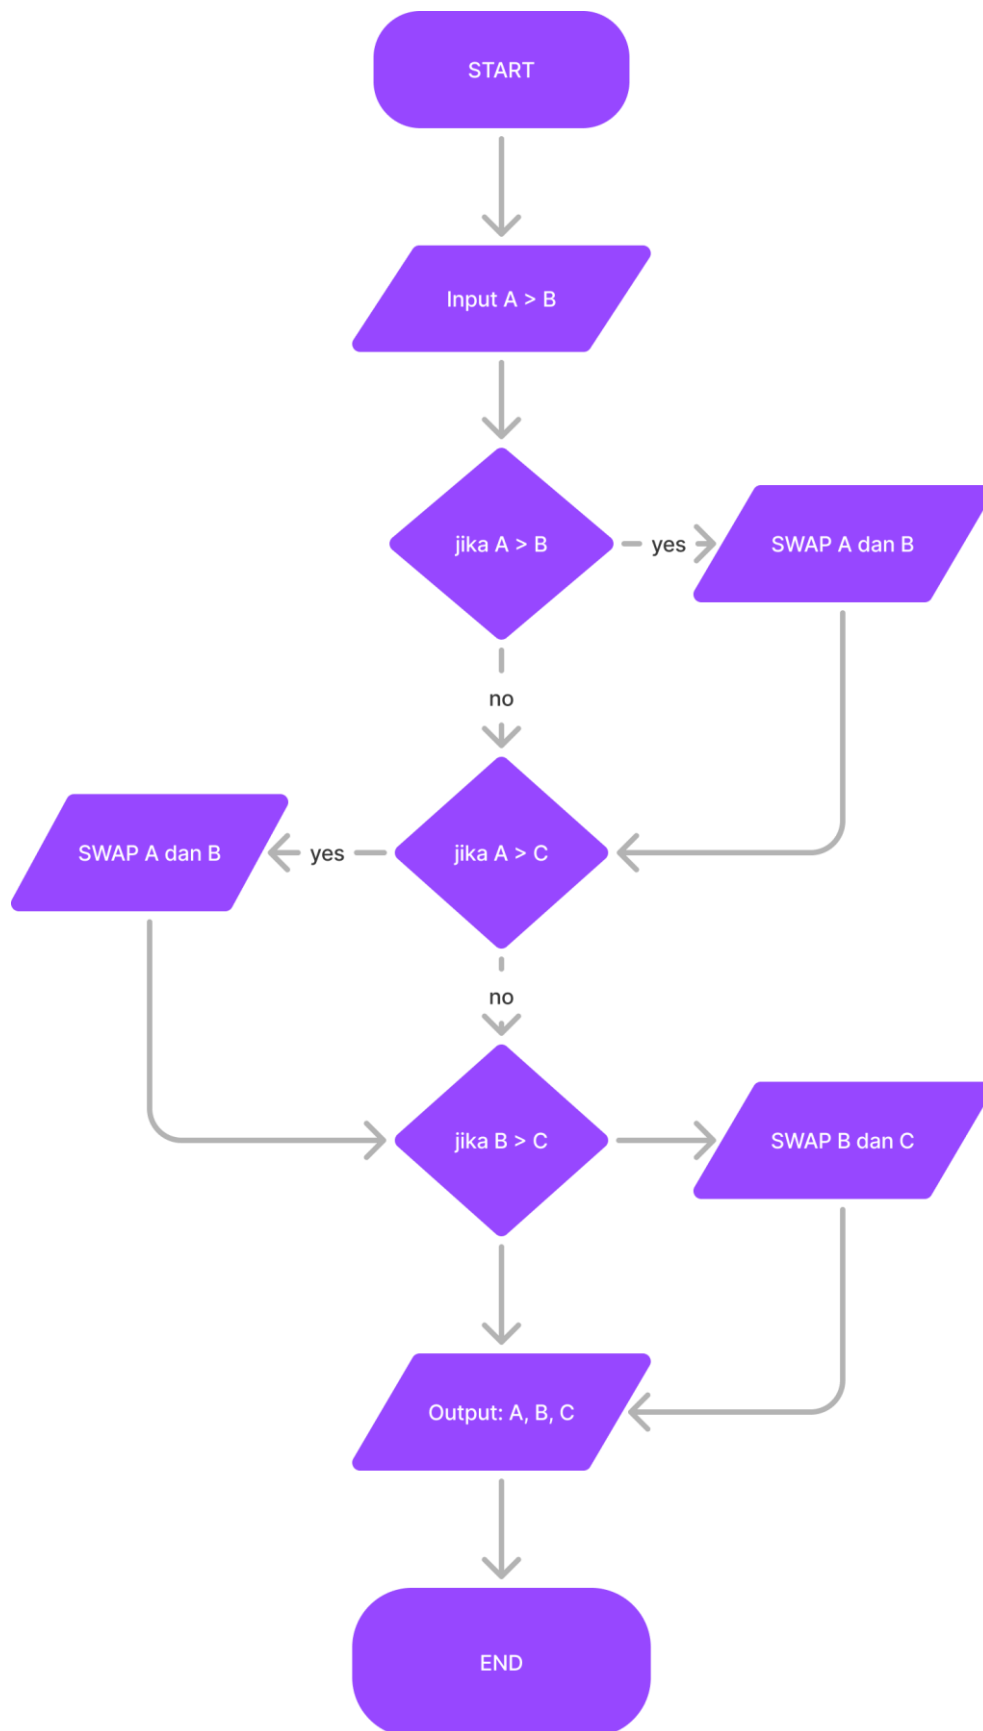 START
Input A > B
jika A > B
yes
SWAP A dan B
no
SWAP A dan B
yes
jika A > C
no
jika B > C
SWAP B dan C
Output: A, B, C
END